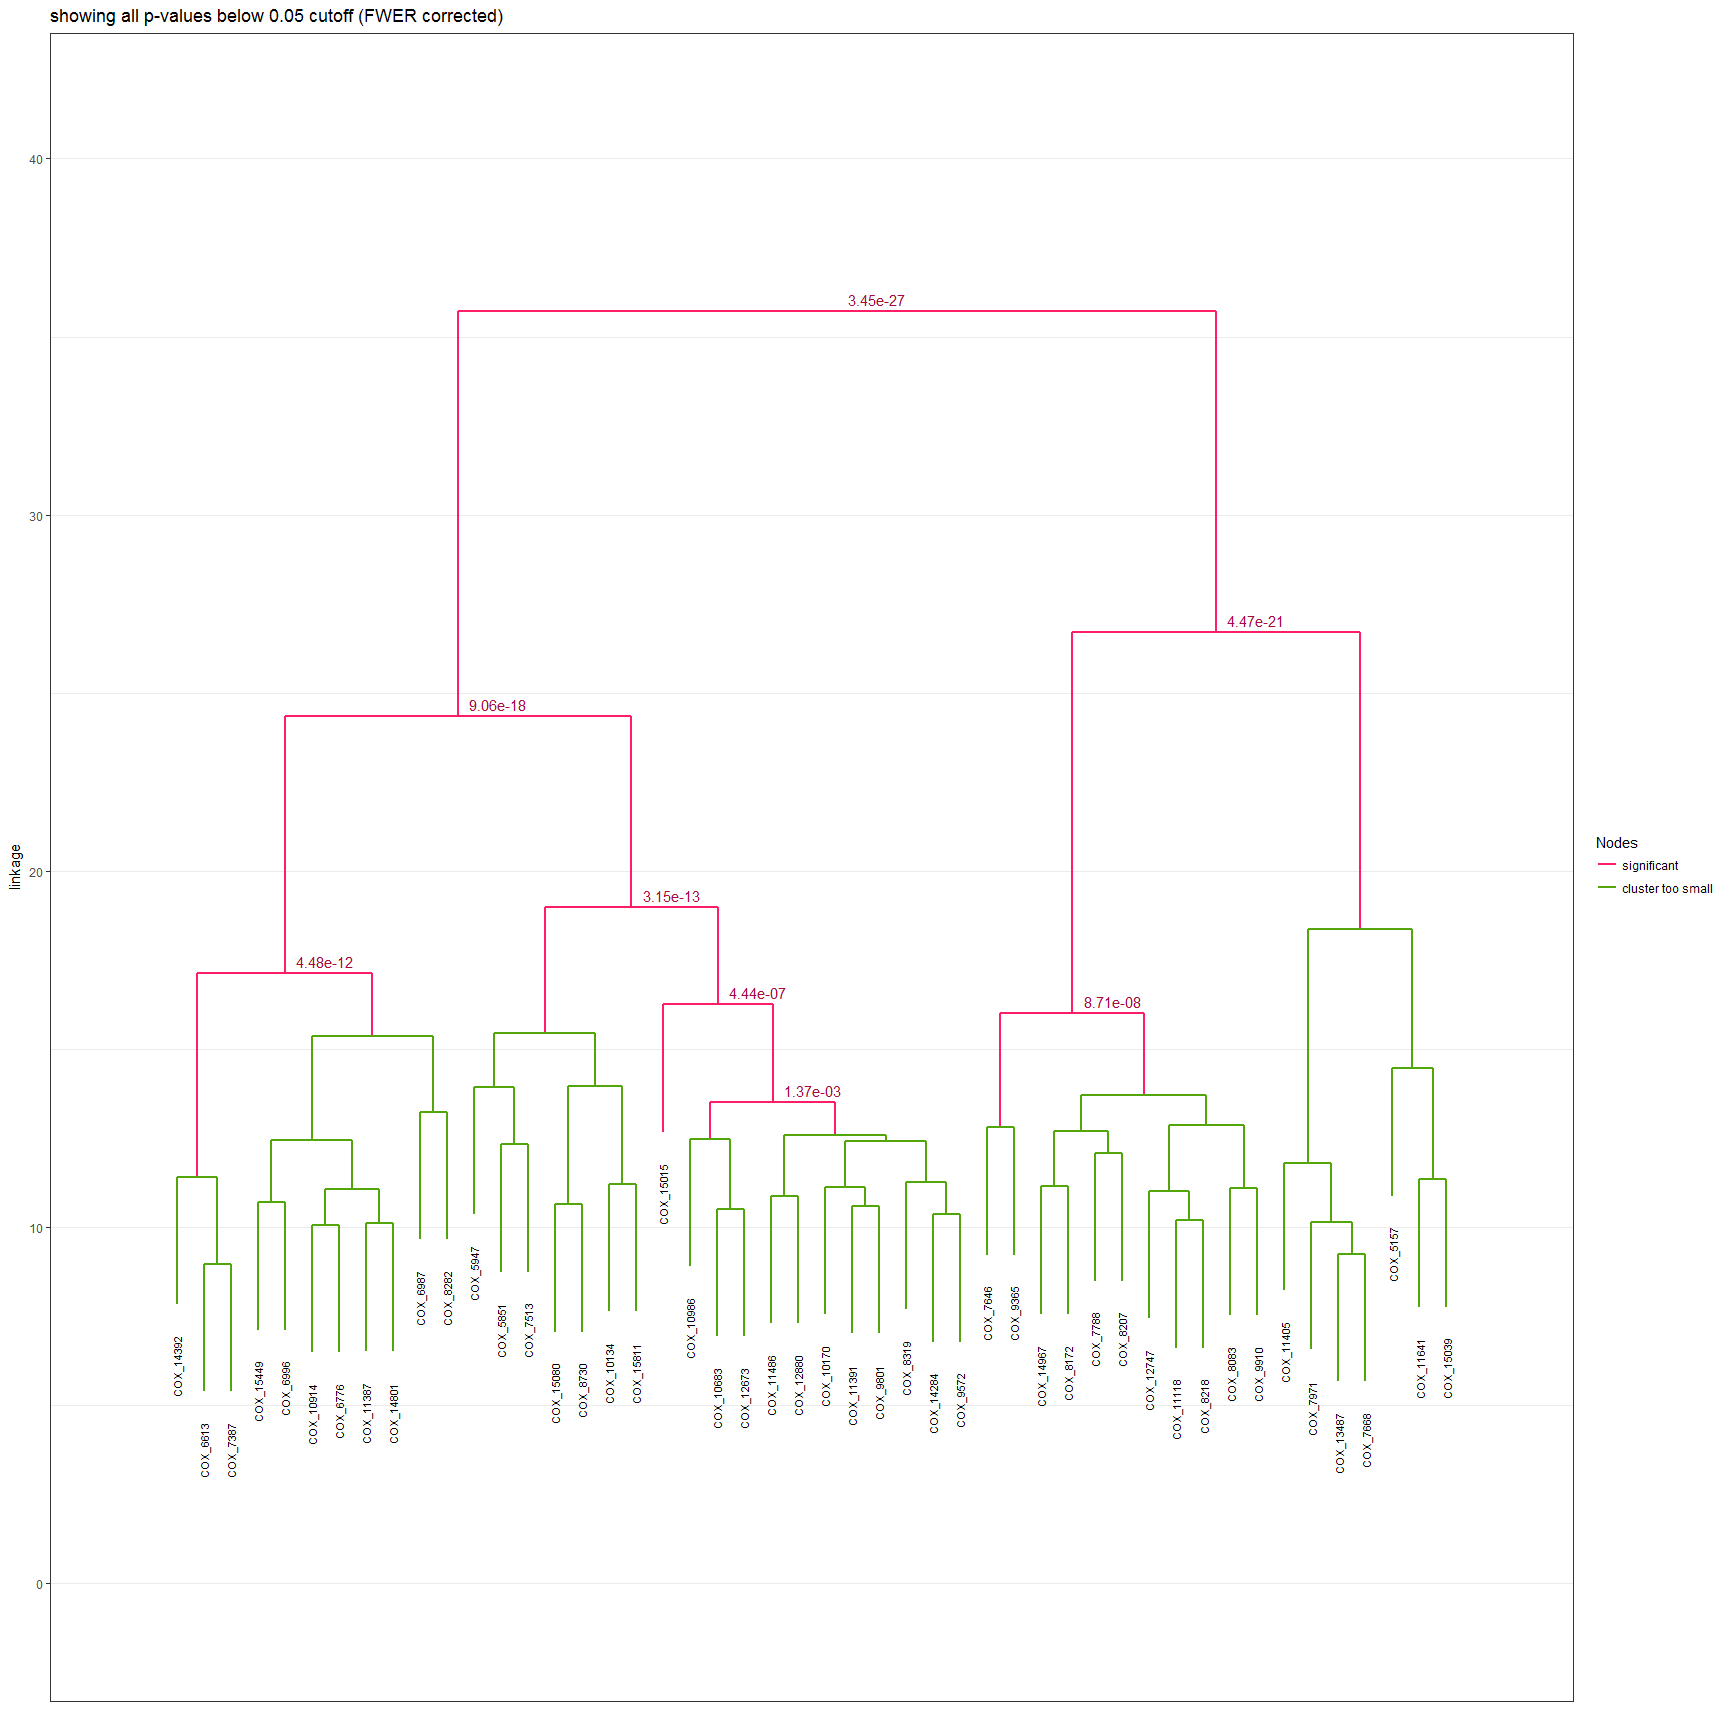 showing all p-values below 0.05 cutoff (FWER corrected)
40
30
20
10
0
linkage
3.45e-27
4.47e-21
9.06e-18
3.15e-13
4.48e-12
4.44e-07
8.71e-08
1.37e-03
COX_14392
COX_6613
COX_7387
COX_15449
COX_6996
COX_10914
COX_6776
COX_11387
COX_14801
COX_6987
COX_8282
COX_5947
COX_5851
COX_7513
COX_15080
COX_8730
COX_10134
COX_15811
COX_15015
COX_10986
COX_10683
COX_12673
COX_11486
COX_12880
COX_10170
COX_11391
COX_9801
COX_8319
COX_14284
COX_9572
COX_7646
COX_9365
COX_14967
COX_8172
COX_7788
COX_8207
COX_12747
COX_11118
COX_8218
COX_8083
COX_9910
COX_11405
COX_7971
COX_13487
COX_7668
COX_5157
COX_11641
COX_15039
Nodes
significant
cluster too small